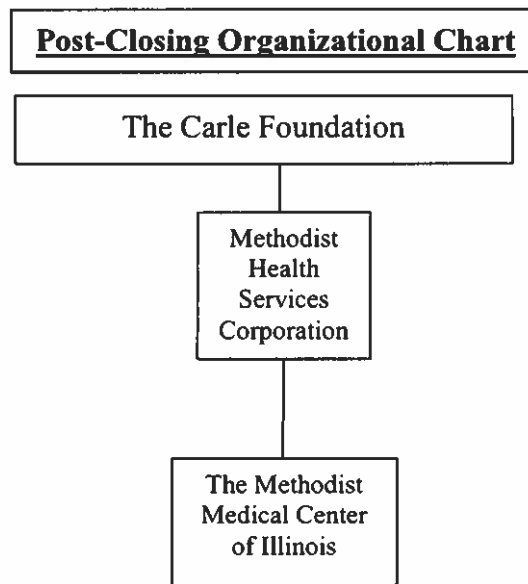 Post-Closing Organizational Chart
The Carle Foundation
Methodist
Health
Services
Corporation
The Methodist
Medical Center
of Illinois